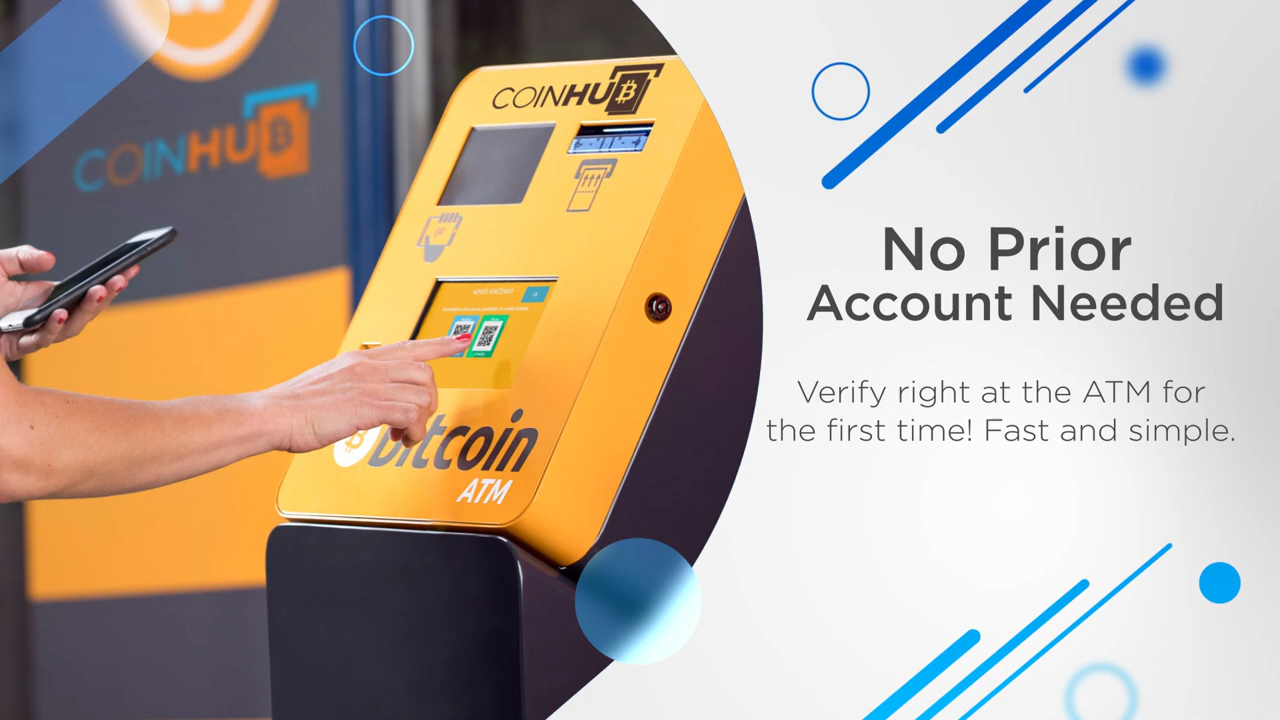 COINHUB
COINHUB
Bitcoin
ATM
No Prior
Account Needed
Verify right at the ATM for
the first time! Fast and simple.